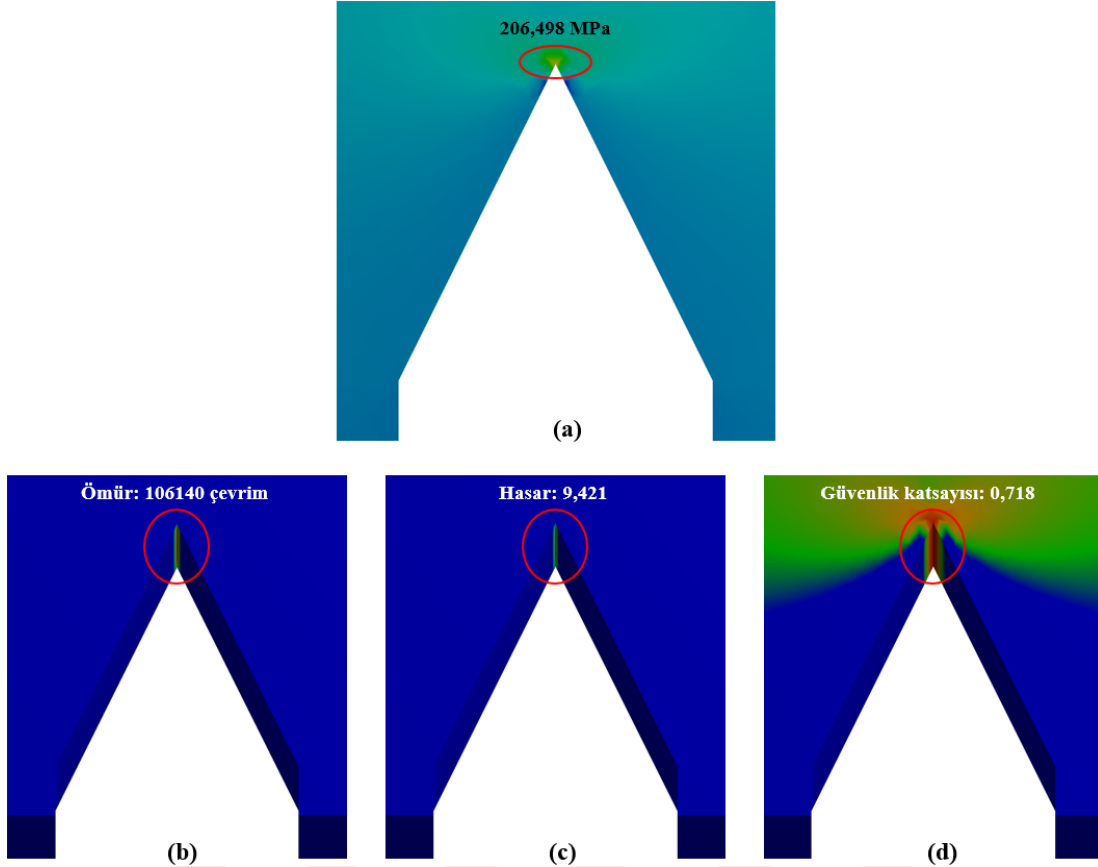 206,498 MPa
(a)
Ömür: 106140 çevrim
Hasar: 9,421
Güvenlik katsayısı: 0,718
(b)
(c)
(d)